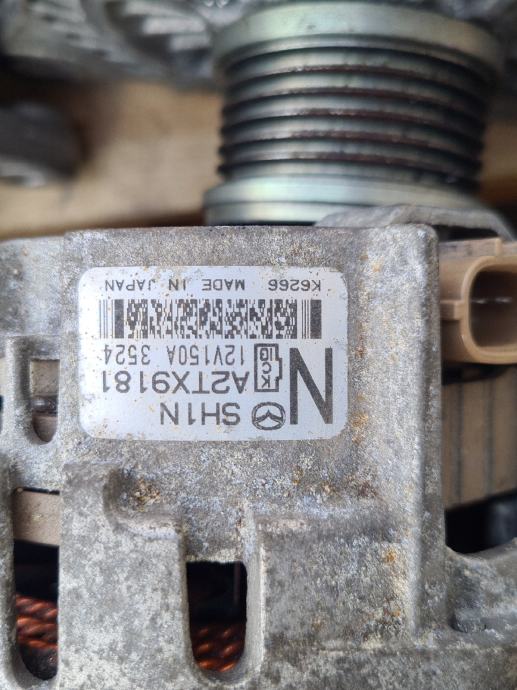 SH1N
N A2TX9181
12V150A 3524
K6266 MADE IN JAPAN